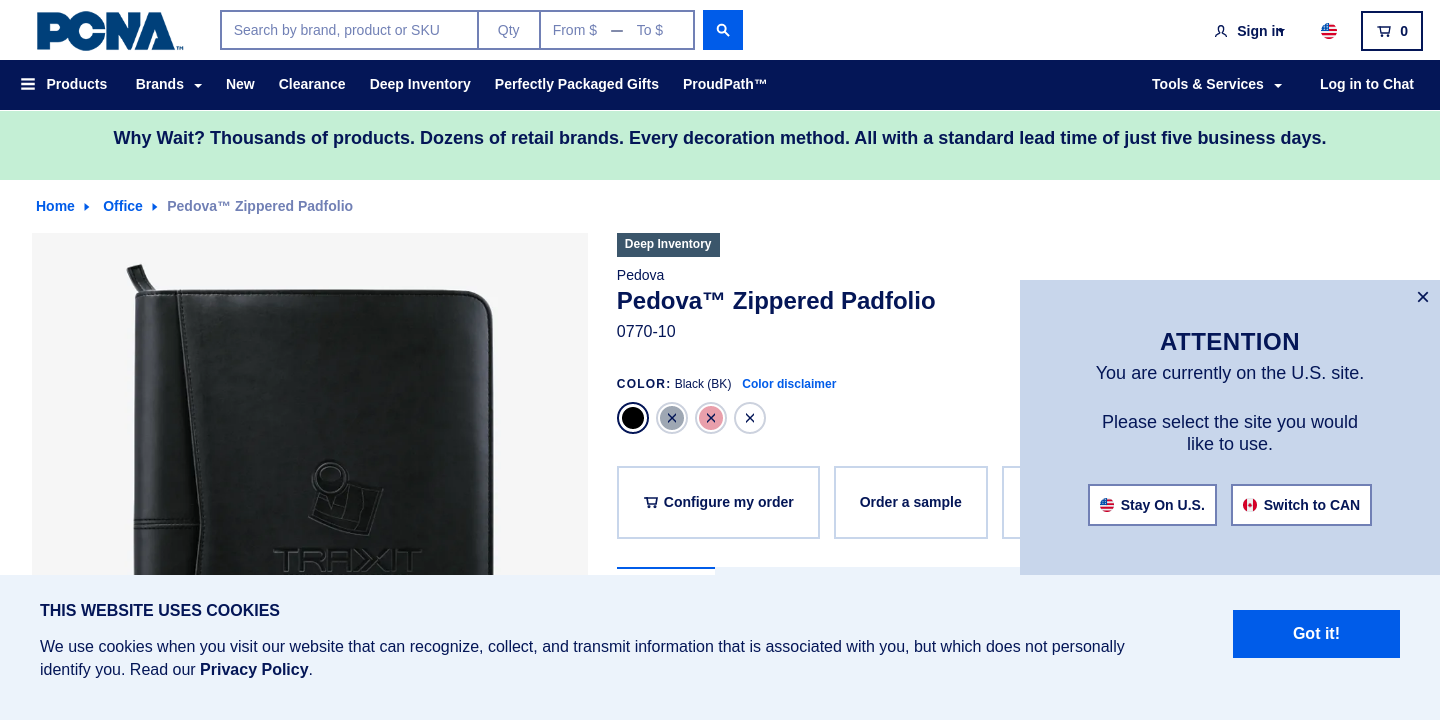 PCNA™
Search by brand, product or SKU
Qty
From $ — To $
Sign in
0
Products
Brands
New
Clearance
Deep Inventory
Perfectly Packaged Gifts
ProudPath™
Tools & Services
Log in to Chat
Why Wait? Thousands of products. Dozens of retail brands. Every decoration method. All with a standard lead time of just five business days.
Home
Office
Pedova™ Zippered Padfolio
TRAXIT
Deep Inventory
Pedova
Pedova™ Zippered Padfolio
0770-10
COLOR: Black (BK) Color disclaimer
Configure my order
Order a sample
ATTENTION
You are currently on the U.S. site.
Please select the site you would
like to use.
Stay On U.S.
Switch to CAN
THIS WEBSITE USES COOKIES
We use cookies when you visit our website that can recognize, collect, and transmit information that is associated with you, but which does not personally
identify you. Read our Privacy Policy.
Got it!